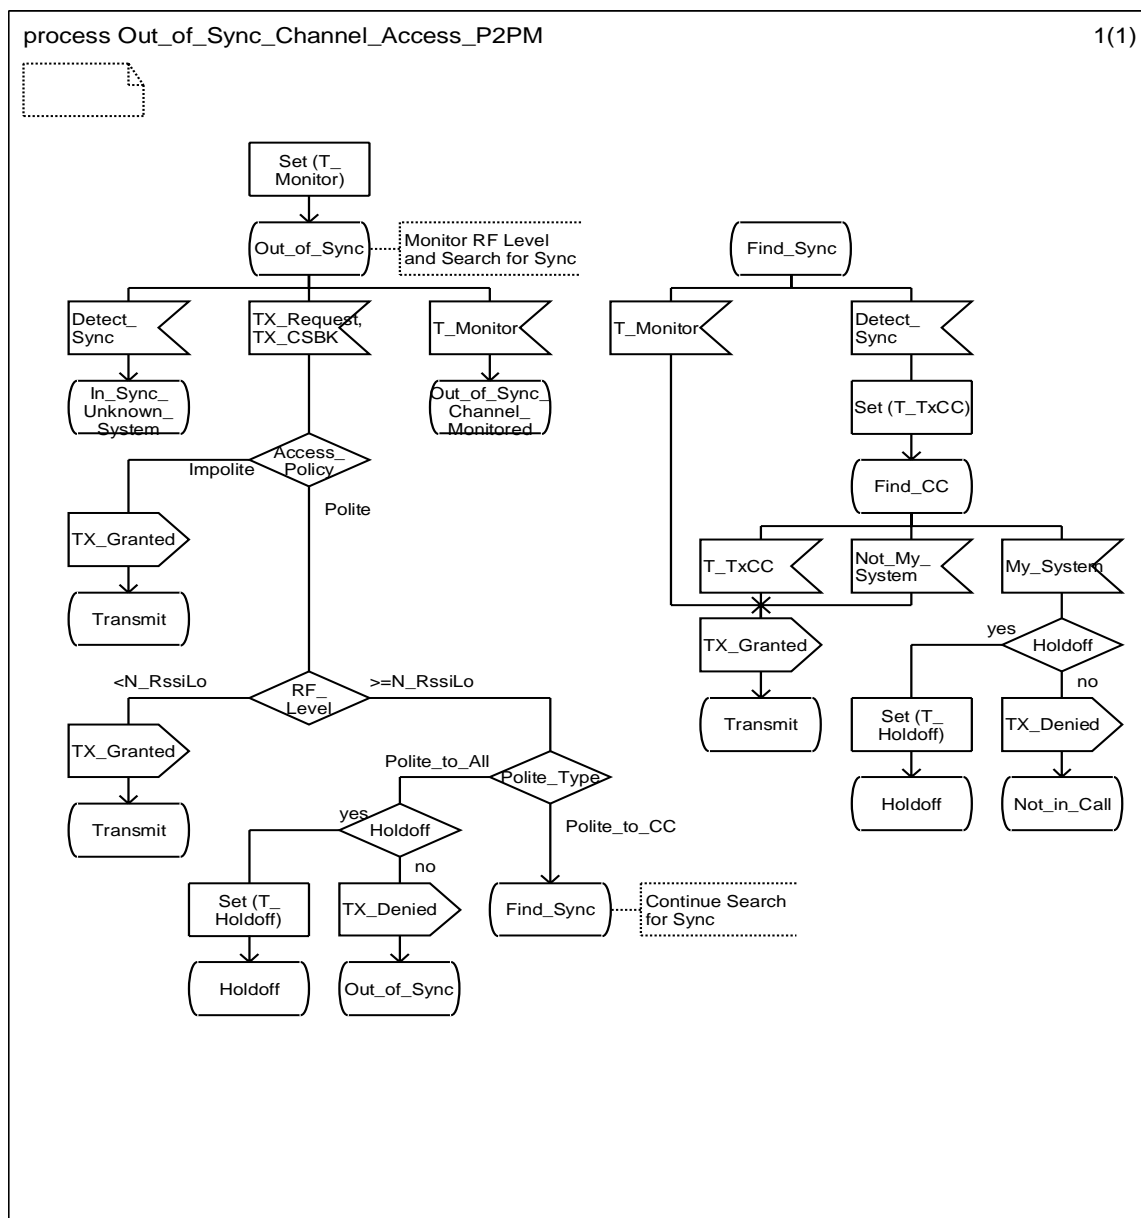 process Out_of_Sync_Channel_Access_P2PM
1(1)
Set (T_
Monitor)
Out_of_Sync
Monitor RF Level
and Search for Sync
Find_Sync
Detect_
Sync
TX_Request,
TX_CSBK
T_Monitor
T_Monitor
Detect_
Sync
In_Sync_
Unknown_
System
Out_of_Sync_
Channel_
Monitored
Set (T_TxCC)
Access_
Policy
Impolite
Polite
Find_CC
TX_Granted
T_TxCC
Not_My_
System
My_System
Transmit
TX_Granted
yes
Holdoff
no
<N_RssiLo
RF_
Level
>=N_RssiLo
TX_Granted
Transmit
Set (T_
Holdoff)
TX_Denied
Polite_to_All
Polite_Type
Transmit
yes
Holdoff
Polite_to_CC
Holdoff
Not_in_Call
no
Set (T_
Holdoff)
TX_Denied
Find_Sync
Continue Search
for Sync
Holdoff
Out_of_Sync